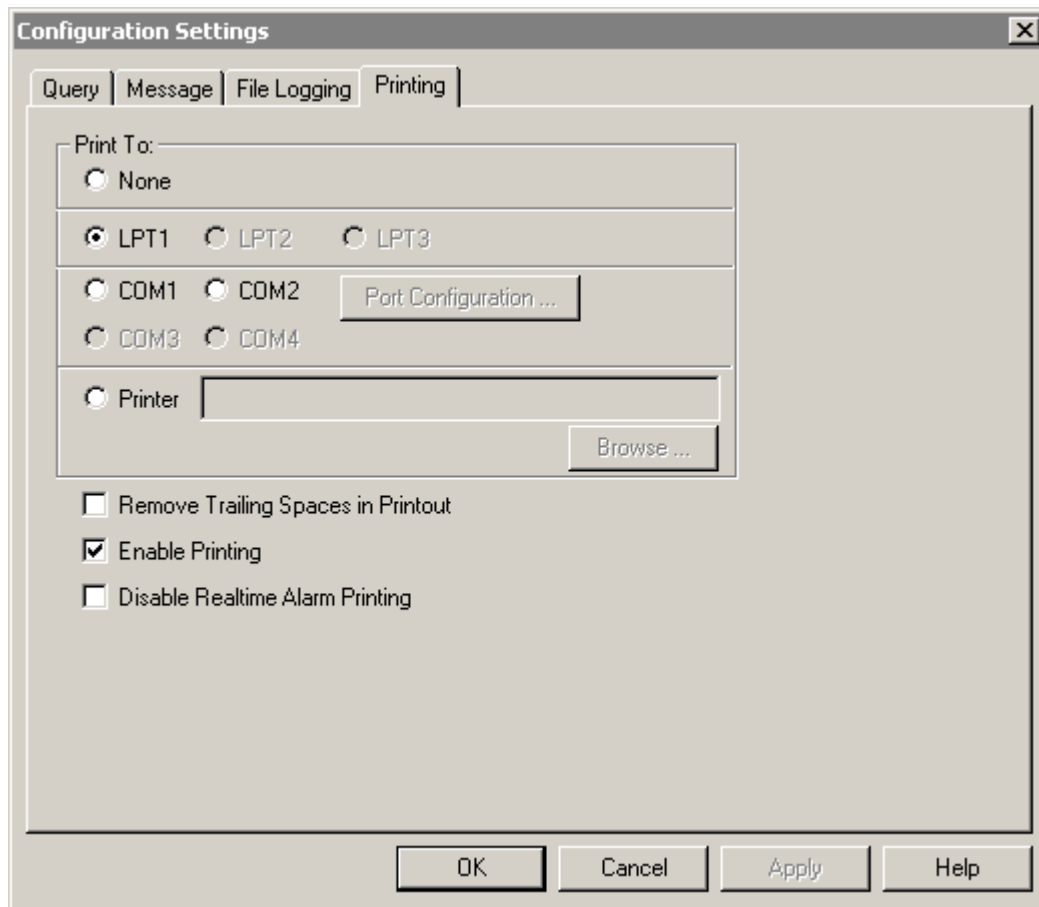 Configuration Settings
Query Message File Logging Printing
Print To:
None
LPT1 LPT2 LPT3
COM1 COM2 Port Configuration ...
COM3 COM4
Printer
Browse ...
Remove Trailing Spaces in Printout
Enable Printing
Disable Realtime Alarm Printing
OK Cancel Apply Help